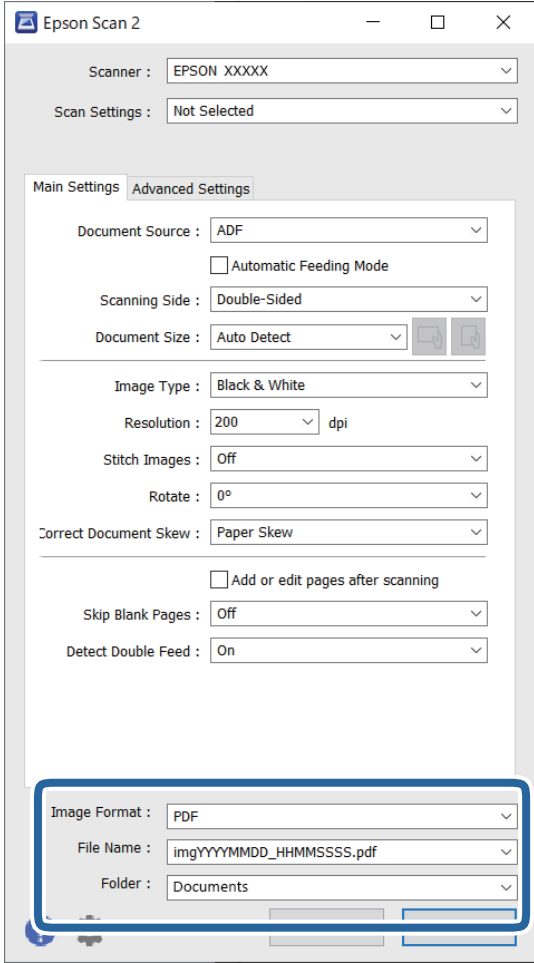 Epson Scan 2
Scanner : EPSON XXXXX
Scan Settings : Not Selected
Main Settings Advanced Settings
Document Source : ADF
Automatic Feeding Mode
Scanning Side : Double-Sided
Document Size : Auto Detect
Image Type : Black & White
Resolution : 200 dpi
Stitch Images : Off
Rotate : 0°
Correct Document Skew : Paper Skew
Add or edit pages after scanning
Skip Blank Pages : Off
Detect Double Feed : On
Image Format : PDF
File Name : imgYYYYMMDD_HHMMSSSS.pdf
Folder : Documents